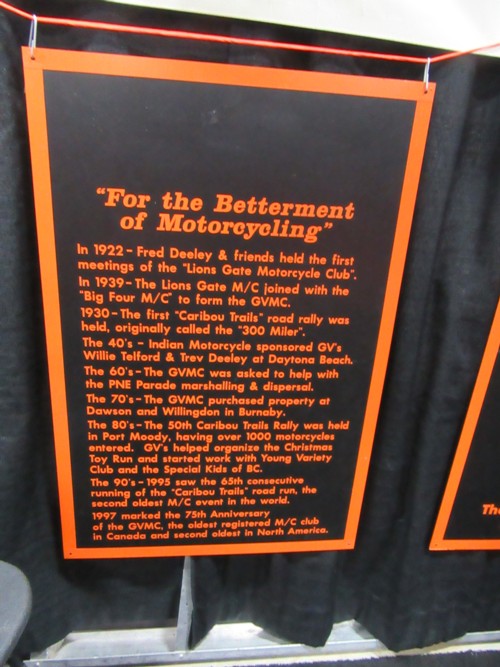 "For the Betterment
of Motorcycling"
In 1922 - Fred Deeley & friends held the first
meetings of the "Lions Gate Motorcycle Club".
In 1939 - The Lions Gate M/C joined with the
"Big Four M/C" to form the GVMC.
1930 - The first "Caribou Trails" road rally was
held, originally called the "300 Miler".
The 40's - Indian Motorcycle sponsored GV's
Willie Telford & Trev Deeley at Daytona Beach.
The 60's - The GVMC was asked to help with
the PNE Parade marshalling & dispersal.
The 70's - The GVMC purchased property at
Dawson and Willingdon in Burnaby.
The 80's - The 50th Caribou Trails Rally was held
in Port Moody, having over 1000 motorcycles
entered. GV's helped organize the Christmas
Toy Run and started work with Young Variety
Club and the Special Kids of BC.
The 90's - 1995 saw the 65th consecutive
running of the "Caribou Trails" road run, the
second oldest M/C event in the world.
1997 marked the 75th Anniversary
of the GVMC, the oldest registered M/C club
in Canada and second oldest in North America.